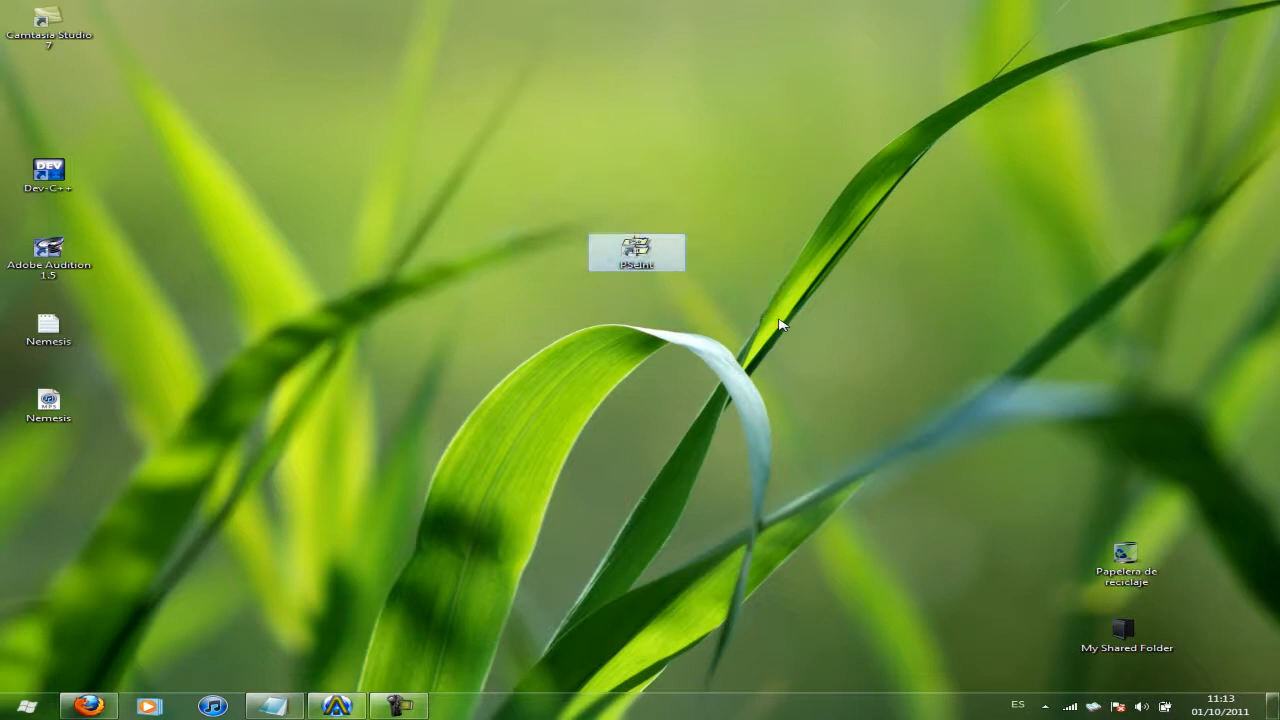 Camtasia Studio
7
DEV
Dev-C++
Adobe Audition
1.5
Nemesis
MP3
Nemesis
PSeInt
Papelera de
reciclaje
My Shared Folder
ES
11:13
01/10/2011